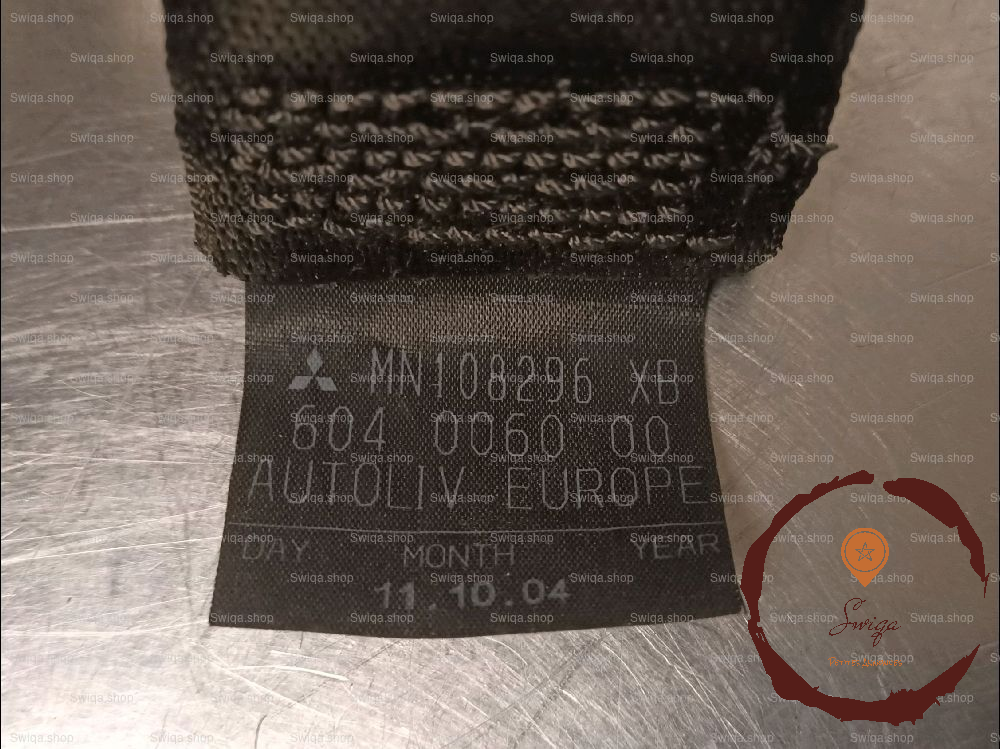 MN108296 XB
604 0060 00
AUTOLIV EUROPE
DAY MONTH YEAR
11.10.04
Swiqa.shop
Swiqa